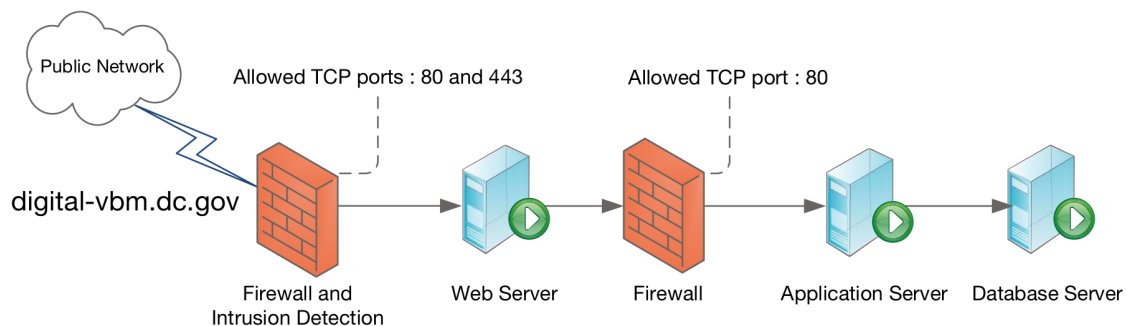 Public Network
Allowed TCP ports : 80 and 443
Allowed TCP port : 80
digital-vbm.dc.gov
Firewall and
Intrusion Detection
Web Server
Firewall
Application Server
Database Server